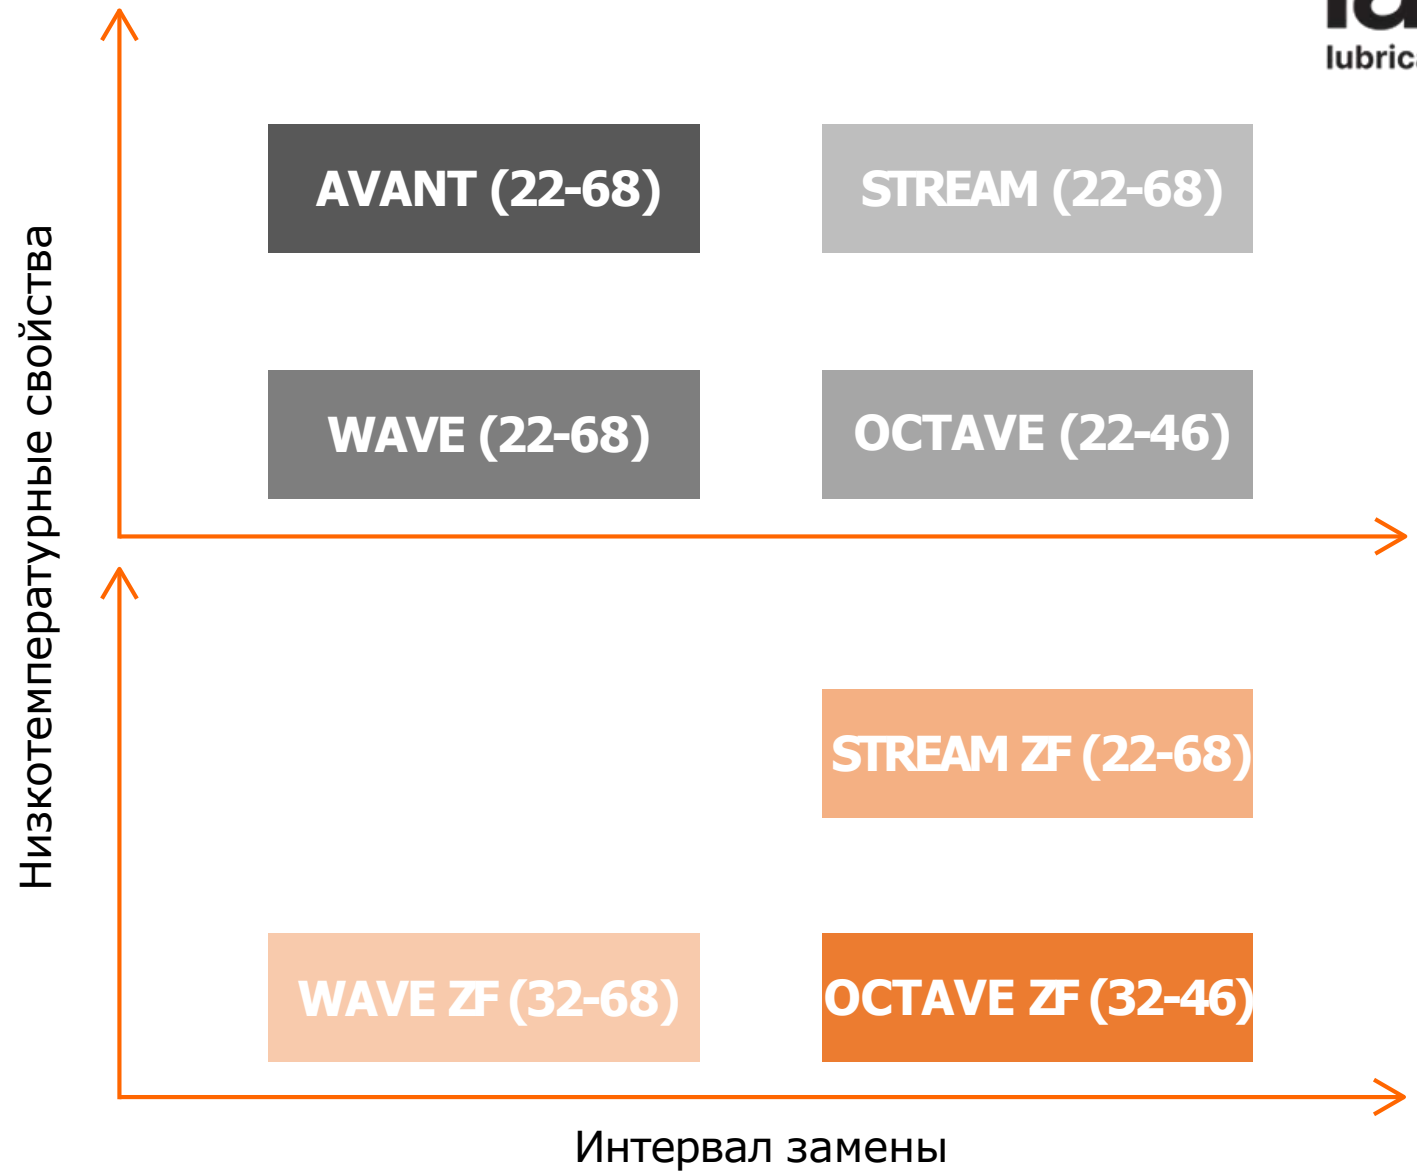 AVANT (22-68)
STREAM (22-68)
WAVE (22-68)
OCTAVE (22-46)
Низкотемпературные свойства
STREAM ZF (22-68)
WAVE ZF (32-68)
OCTAVE ZF (32-46)
Интервал замены